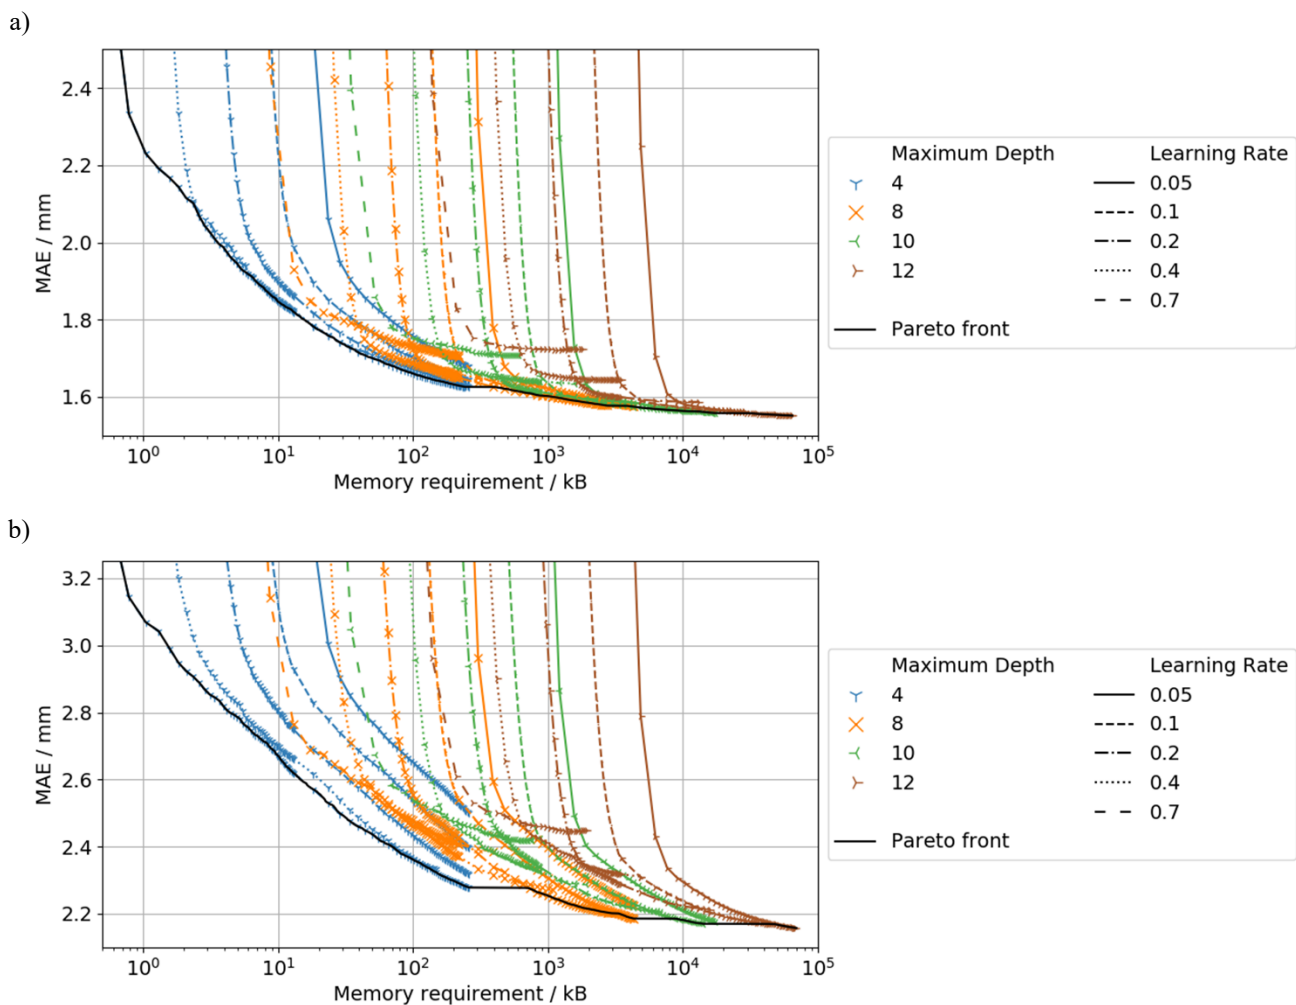 a)
2.4
2.2
2.0
1.8
1.6
MAE / mm
10⁰ 10¹ 10² 10³ 10⁴ 10⁵
Memory requirement / kB
Maximum Depth Learning Rate
4 0.05
8 0.1
10 0.2
12 0.4
0.7
Pareto front
b)
3.2
3.0
2.8
2.6
2.4
2.2
MAE / mm
10⁰ 10¹ 10² 10³ 10⁴ 10⁵
Memory requirement / kB
Maximum Depth Learning Rate
4 0.05
8 0.1
10 0.2
12 0.4
0.7
Pareto front